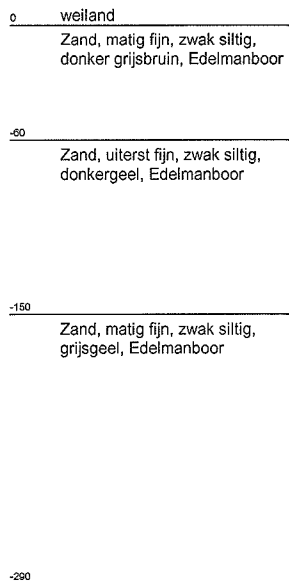 0 weiland
Zand, matig fijn, zwak siltig,
donker grijsbruin, Edelmanboor
-60
Zand, uiterst fijn, zwak siltig,
donkergeel, Edelmanboor
-150
Zand, matig fijn, zwak siltig,
grijsgeel, Edelmanboor
-290